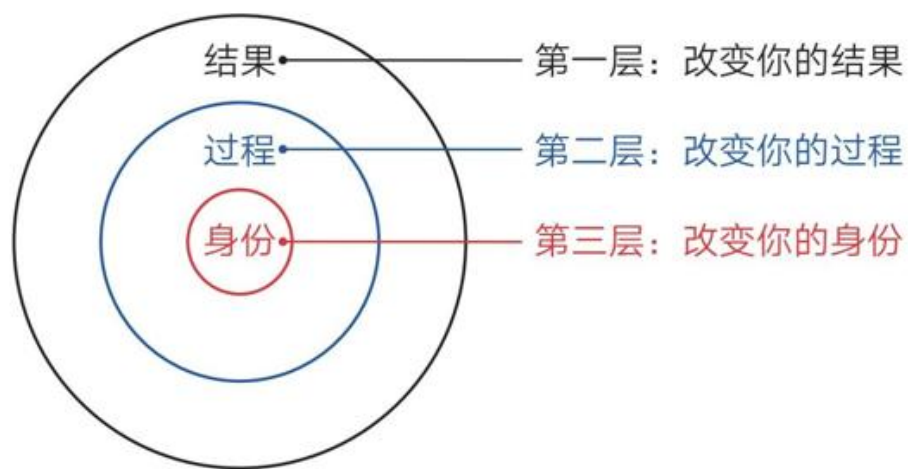 结果
第一层：改变你的结果
过程
第二层：改变你的过程
身份
第三层：改变你的身份